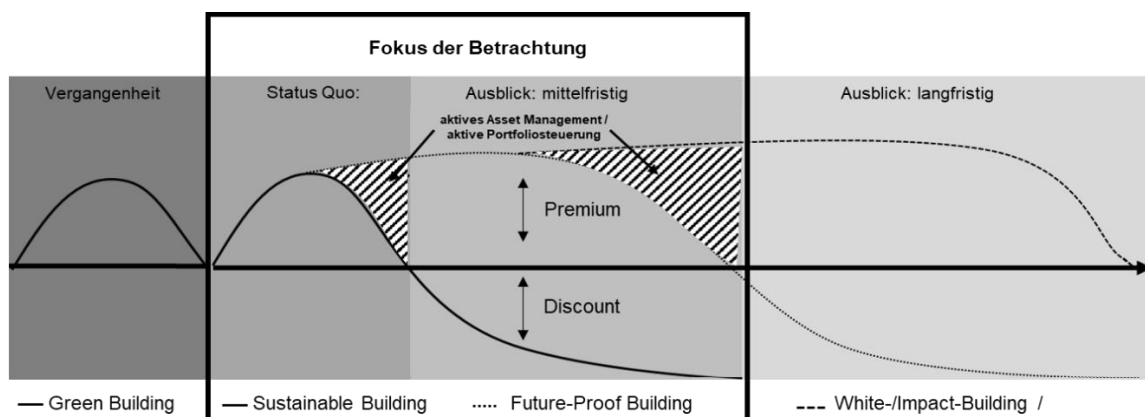 Fokus der Betrachtung
Vergangenheit
Status Quo:
Ausblick: mittelfristig
Ausblick: langfristig
aktives Asset Management /
aktive Portfoliosteuerung
Premium
Discount
Green Building
Sustainable Building
Future-Proof Building
White-/Impact-Building /